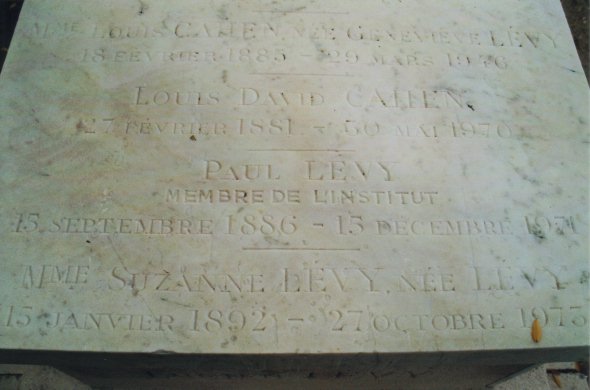 MME LOUIS CAHEN, NÉE GENEVIÈVE LÉVY
18 FÉVRIER 1885 - 29 MARS 1976
LOUIS DAVID CAHEN
27 FÉVRIER 1881 - 30 MAI 1970
PAUL LÉVY
MEMBRE DE L'INSTITUT
15 SEPTEMBRE 1886 - 15 DÉCEMBRE 1971
MME SUZANNE LÉVY, NÉE LÉVY
15 JANVIER 1892 - 27 OCTOBRE 1973